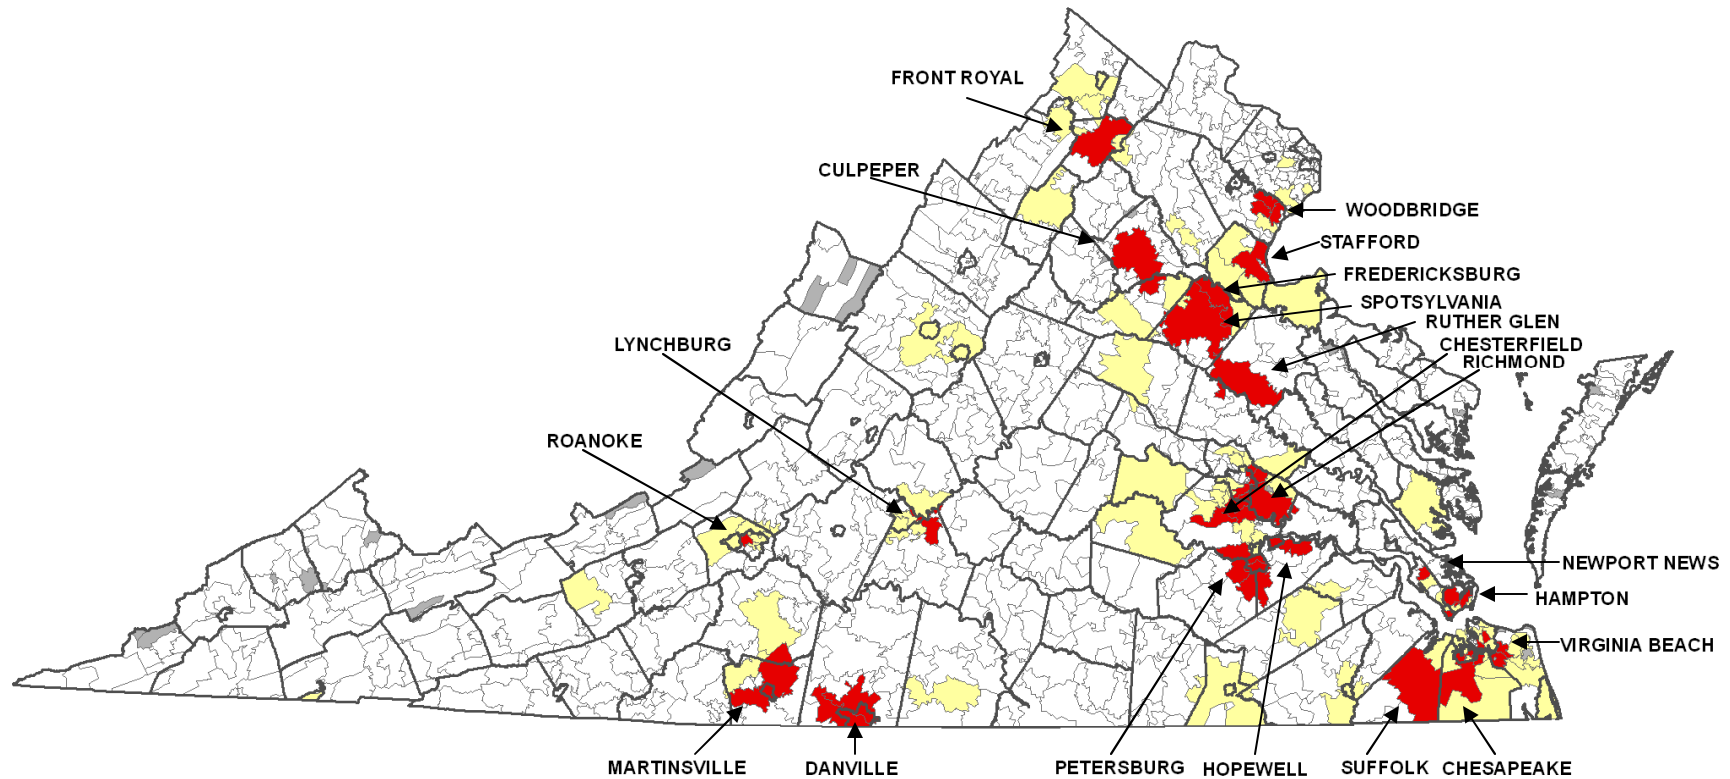 FRONT ROYAL
CULPEPER
WOODBRIDGE
STAFFORD
FREDERICKSBURG
SPOTSYLVANIA
RUTHER GLEN
LYNCHBURG
CHESTERFIELD
RICHMOND
ROANOKE
NEWPORT NEWS
HAMPTON
VIRGINIA BEACH
MARTINSVILLE
DANVILLE
PETERSBURG
HOPEWELL
SUFFOLK
CHESAPEAKE